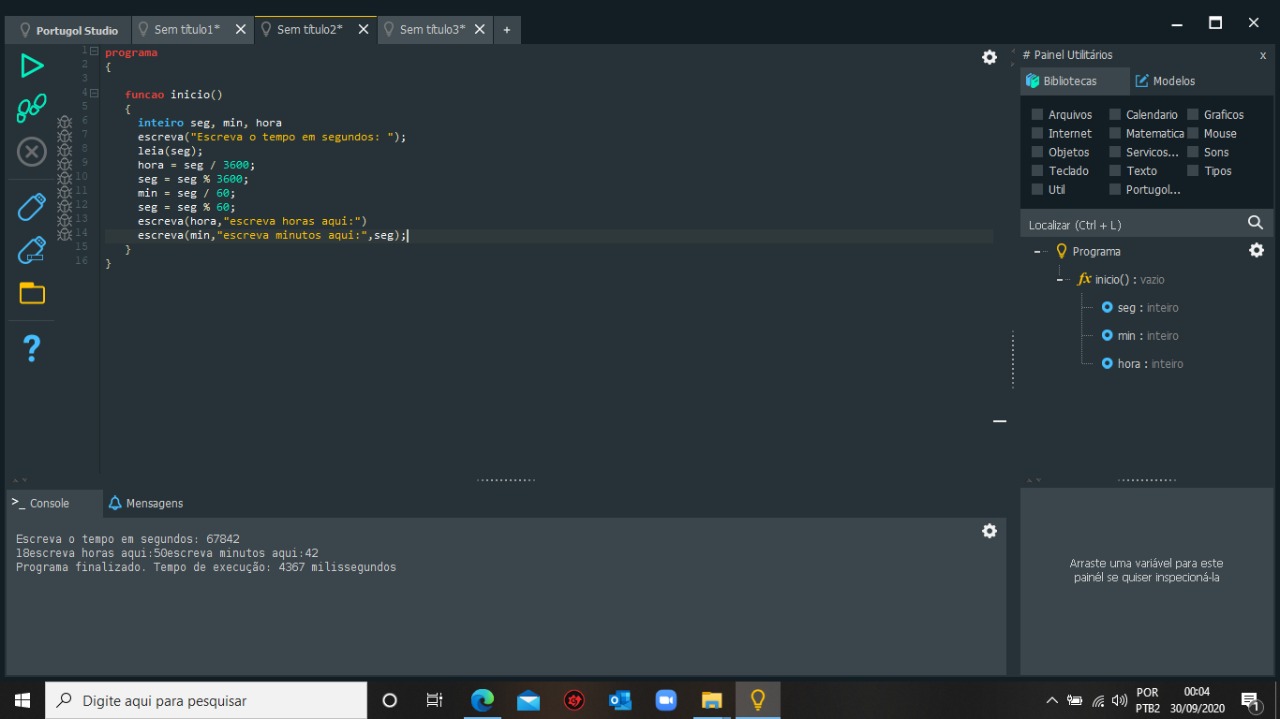 Portugol Studio
Sem título1*
Sem título2*
Sem título3*
+
1 programa
2 {
3
4 funcao inicio()
5 {
6 inteiro seg, min, hora
7 escreva("Escreva o tempo em segundos: ");
8 leia(seg);
9 hora = seg / 3600;
10 seg = seg % 3600;
11 min = seg / 60;
12 seg = seg % 60;
13 escreva(hora,"escreva horas aqui:")
14 escreva(min,"escreva minutos aqui:",seg);
15 }
16 }
# Painel Utilitários x
Bibliotecas Modelos
Arquivos Calendario Graficos
Internet Matematica Mouse
Objetos Servicos... Sons
Teclado Texto Tipos
Util Portugol...
Localizar (Ctrl + L)
Programa
fx inicio() : vazio
seg : inteiro
min : inteiro
hora : inteiro
>_ Console Mensagens
Escreva o tempo em segundos: 67842
18escreva horas aqui:50escreva minutos aqui:42
Programa finalizado. Tempo de execução: 4367 milissegundos
Arraste uma variável para este
painél se quiser inspecioná-la
Digite aqui para pesquisar
POR
PTB2
00:04
30/09/2020
1